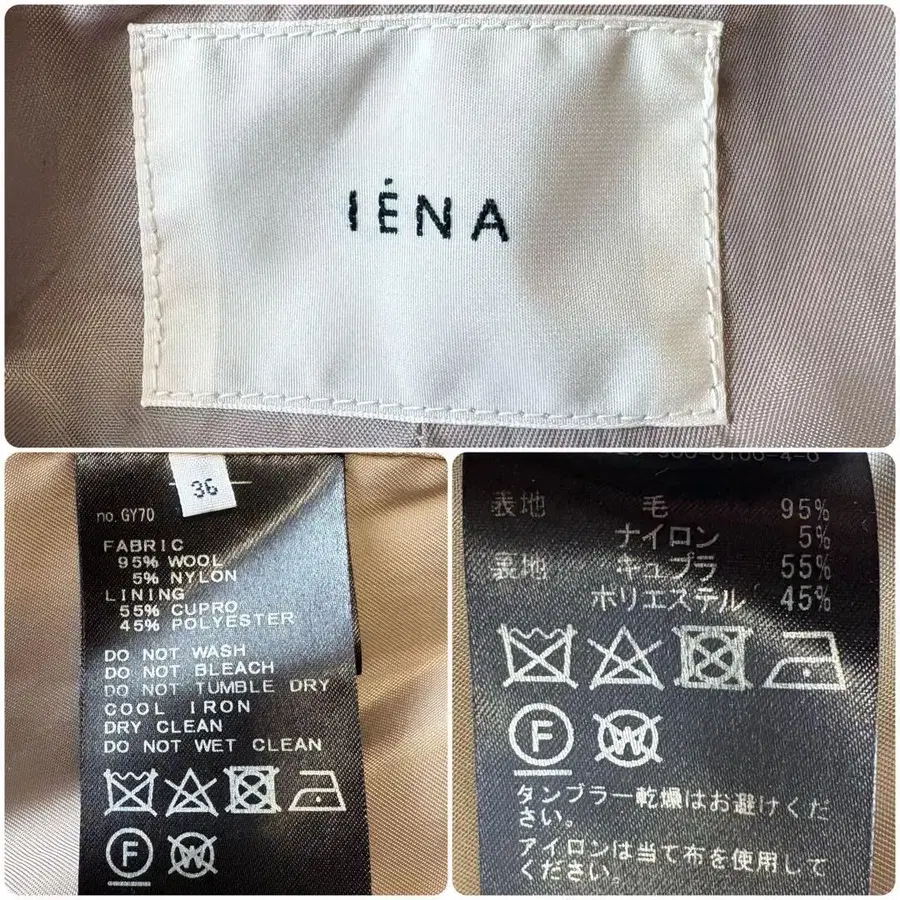 IÉNA
36
no. GY70
FABRIC
95% WOOL
5% NYLON
LINING
55% CUPRO
45% POLYESTER
DO NOT WASH
DO NOT BLEACH
DO NOT TUMBLE DRY
COOL IRON
DRY CLEAN
DO NOT WET CLEAN
F W
表地 毛 95%
ナイロン 5%
裏地 キュプラ 55%
ポリエステル 45%
F W
タンブラー乾燥はお避けくだ
さい。
アイロンは当て布を使用して
ください。